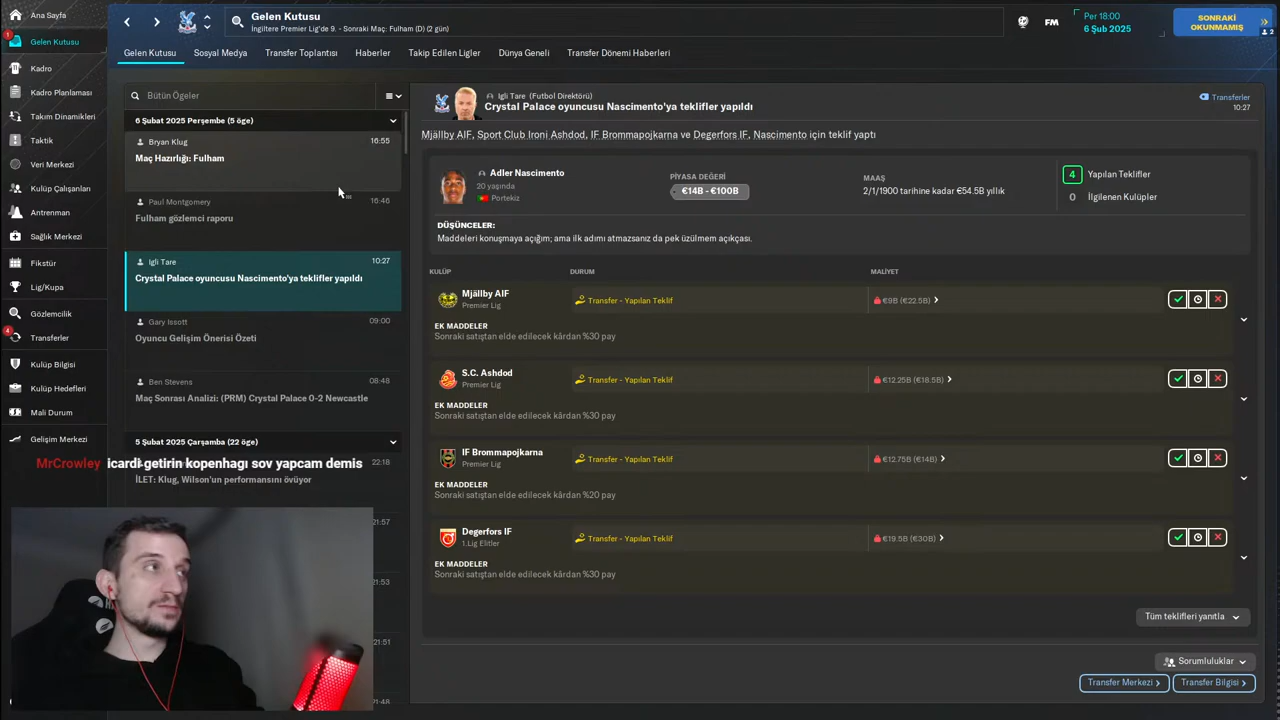 Ana Sayfa
1
Gelen Kutusu
Kadro
Kadro Planlaması
Takım Dinamikleri
Taktik
Veri Merkezi
Kulüp Çalışanları
Antrenman
Sağlık Merkezi
Fikstür
Lig/Kupa
Gözlemcilik
4
Transferler
Kulüp Bilgisi
Kulüp Hedefleri
Mali Durum
Gelişim Merkezi
Gelen Kutusu
İngiltere Premier Lig'de 9. - Sonraki Maç: Fulham (D) (2 gün)
FM
Per 18:00
6 Şub 2025
SONRAKİ OKUNMAMIŞ
2
Gelen Kutusu
Sosyal Medya
Transfer Toplantısı
Haberler
Takip Edilen Ligler
Dünya Geneli
Transfer Dönemi Haberleri
Bütün Ögeler
6 Şubat 2025 Perşembe (5 öge)
Bryan Klug 16:55
Maç Hazırlığı: Fulham
Paul Montgomery 16:46
Fulham gözlemci raporu
Igli Tare 10:27
Crystal Palace oyuncusu Nascimento'ya teklifler yapıldı
Gary Issott 09:00
Oyuncu Gelişim Önerisi Özeti
Ben Stevens 08:48
Maç Sonrası Analizi: (PRM) Crystal Palace 0-2 Newcastle
5 Şubat 2025 Çarşamba (22 öge)
22:18
MrCrowley icardi getirin kopenhagı sov yapcam demis
İLET: Klug, Wilson'un performansını övüyor
21:57
21:53
21:51
21:48
Igli Tare (Futbol Direktörü)
Crystal Palace oyuncusu Nascimento'ya teklifler yapıldı
Transferler
10:27
Mjällby AIF, Sport Club Ironi Ashdod, IF Brommapojkarna ve Degerfors IF, Nascimento için teklif yaptı
Adler Nascimento
20 yaşında
Portekiz
PİYASA DEĞERİ
€14B - €100B
MAAŞ
2/1/1900 tarihine kadar €54.5B yıllık
4 Yapılan Teklifler
0 İlgilenen Kulüpler
DÜŞÜNCELER:
Maddeleri konuşmaya açığım; ama ilk adımı atmazsanız da pek üzülmem açıkçası.
KULÜP DURUM MALİYET
Mjällby AIF
Premier Lig
Transfer - Yapılan Teklif
€9B (€22.5B)
EK MADDELER
Sonraki satıştan elde edilecek kârdan %30 pay
S.C. Ashdod
Premier Lig
Transfer - Yapılan Teklif
€12.25B (€18.5B)
EK MADDELER
Sonraki satıştan elde edilecek kârdan %30 pay
IF Brommapojkarna
Premier Lig
Transfer - Yapılan Teklif
€12.75B (€14B)
EK MADDELER
Sonraki satıştan elde edilecek kârdan %20 pay
Degerfors IF
1.Lig Elitler
Transfer - Yapılan Teklif
€19.5B (€30B)
EK MADDELER
Sonraki satıştan elde edilecek kârdan %30 pay
Tüm teklifleri yanıtla
Sorumluluklar
Transfer Merkezi
Transfer Bilgisi